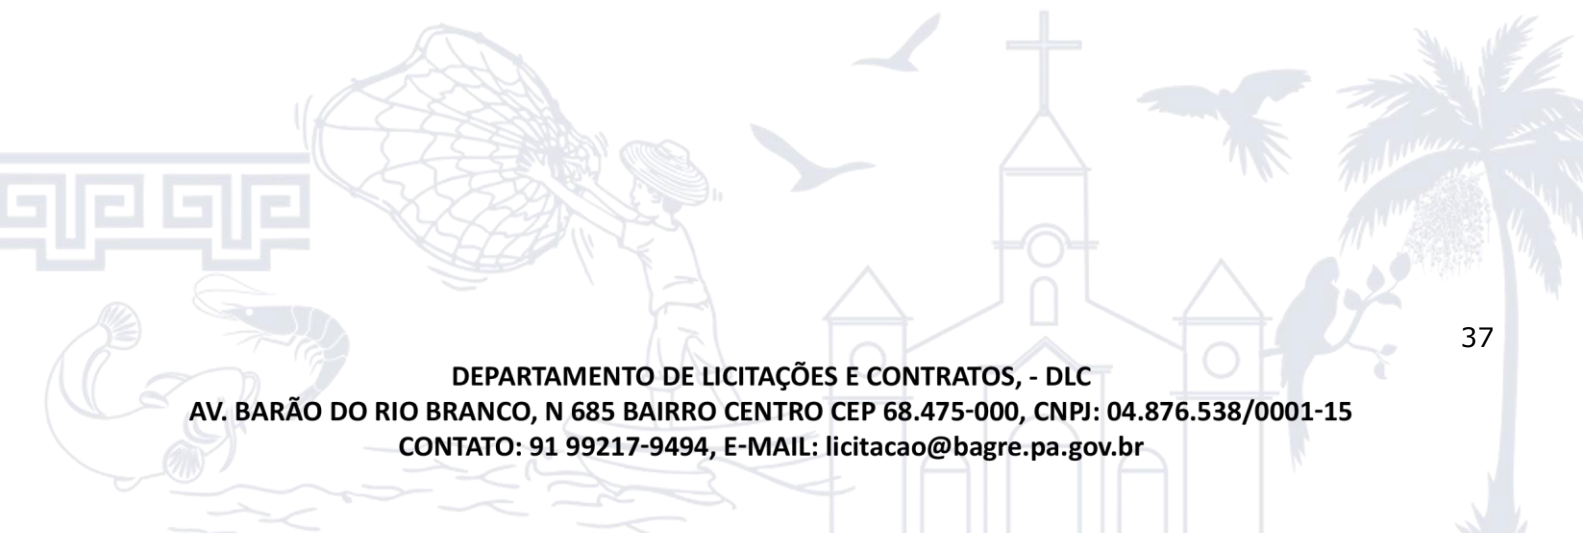 37
DEPARTAMENTO DE LICITAÇÕES E CONTRATOS, - DLC
AV. BARÃO DO RIO BRANCO, N 685 BAIRRO CENTRO CEP 68.475-000, CNPJ: 04.876.538/0001-15
CONTATO: 91 99217-9494, E-MAIL: licitacao@bagre.pa.gov.br